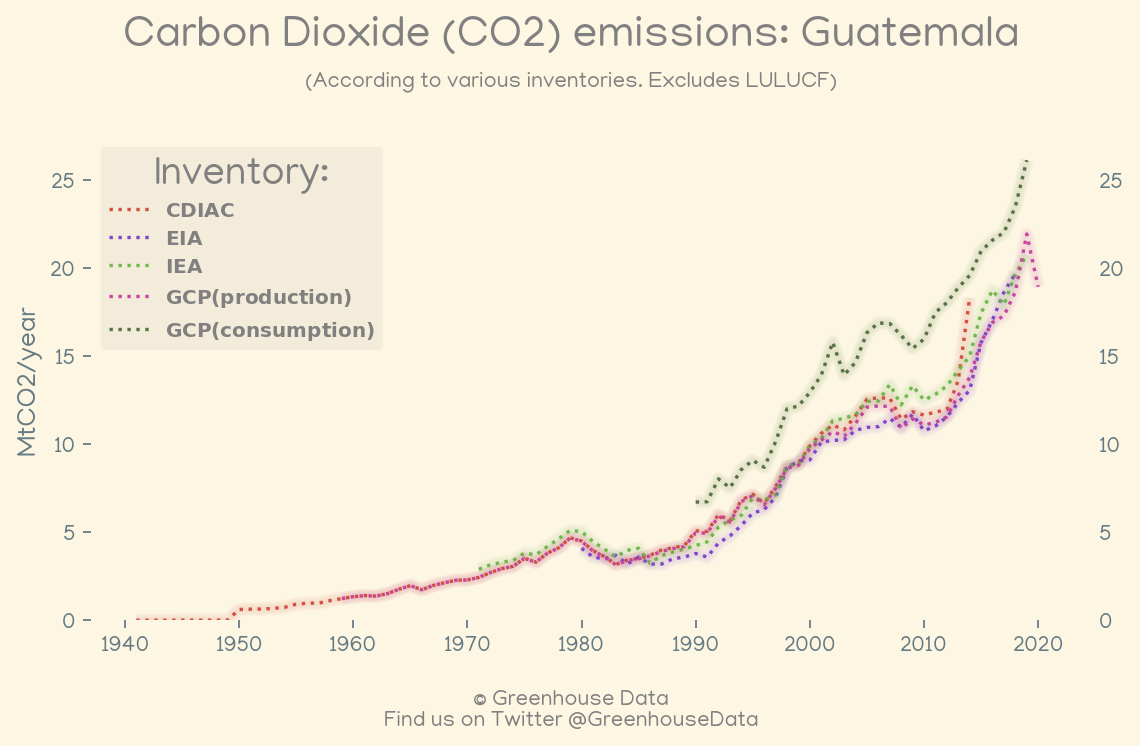 Carbon Dioxide (CO2) emissions: Guatemala
(According to various inventories. Excludes LULUCF)
Inventory:
CDIAC
EIA
IEA
GCP(production)
GCP(consumption)
MtCO2/year
25
20
15
10
5
0
25
20
15
10
5
0
1940 1950 1960 1970 1980 1990 2000 2010 2020
© Greenhouse Data
Find us on Twitter @GreenhouseData